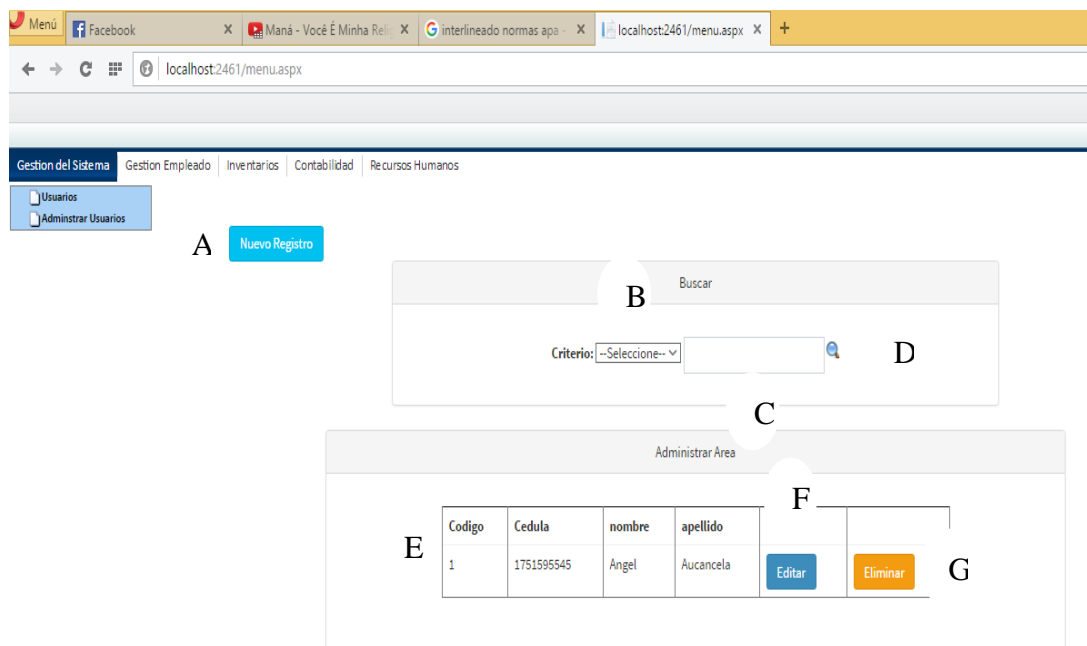 Menú Facebook Maná - Você É Minha Reli interlineado normas apa - localhost:2461/menu.aspx
localhost:2461/menu.aspx
Gestion del Sistema Gestion Empleado Inventarios Contabilidad Recursos Humanos
Usuarios
Adminstrar Usuarios
A Nuevo Registro
Buscar
B
Criterio: --Seleccione-- D
C
Administrar Area
F
Codigo Cedula nombre apellido
E
1 1751595545 Angel Aucancela Editar Eliminar G